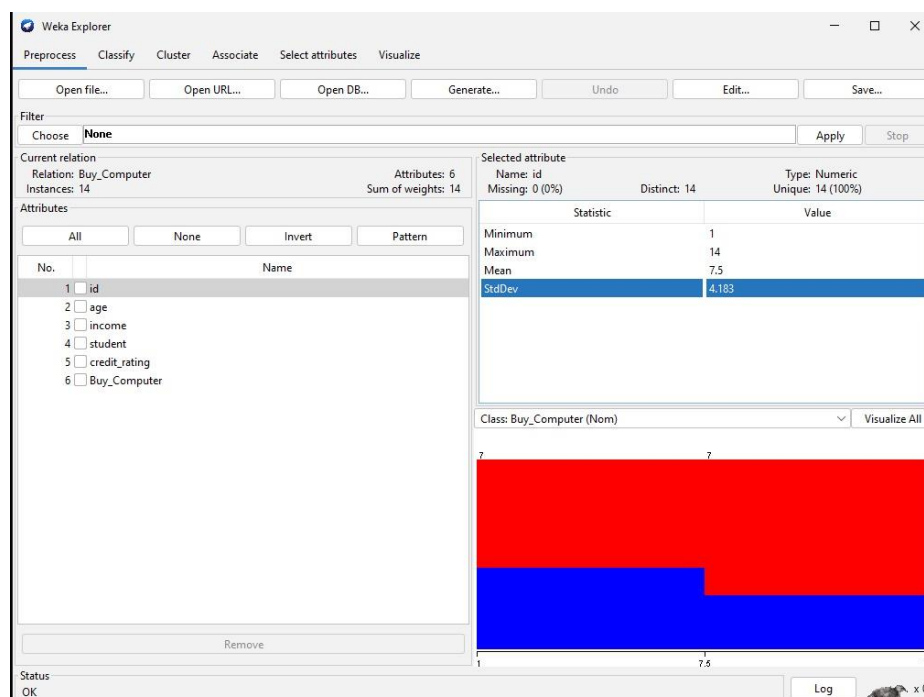 Weka Explorer
Preprocess Classify Cluster Associate Select attributes Visualize
Open file... Open URL... Open DB... Generate... Undo Edit... Save...
Filter
Choose None Apply Stop
Current relation
Relation: Buy_Computer Attributes: 6
Instances: 14 Sum of weights: 14
Attributes
All None Invert Pattern
No. Name
1 id
2 age
3 income
4 student
5 credit_rating
6 Buy_Computer
Remove
Selected attribute
Name: id Type: Numeric
Missing: 0 (0%) Distinct: 14 Unique: 14 (100%)
Statistic Value
Minimum 1
Maximum 14
Mean 7.5
StdDev 4.183
Class: Buy_Computer (Nom) Visualize All
7 7
1 7.5
Status
OK
Log